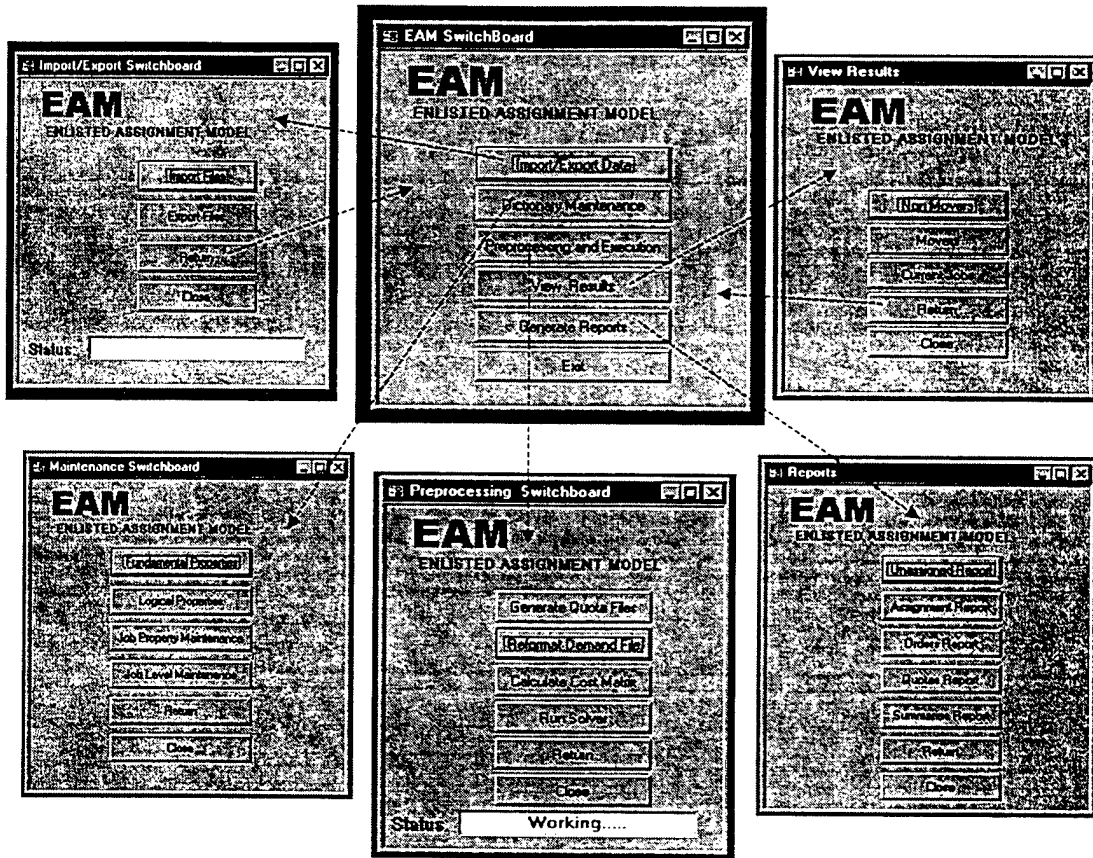 Import/Export Switchboard
EAM
ENLISTED ASSIGNMENT MODEL
Import Files
Export Files
Return
Close
Status:
EAM SwitchBoard
EAM
ENLISTED ASSIGNMENT MODEL
Import/Export Data
Dictionary Maintenance
Preprocessing and Execution
View Results
Generate Reports
Exit
View Results
EAM
ENLISTED ASSIGNMENT MODEL
Non Movers
Movers
Return
Close
Maintenance Switchboard
EAM
ENLISTED ASSIGNMENT MODEL
Fundamental Properties
Logical Properties
Job Property Maintenance
Job Level Maintenance
Return
Close
Preprocessing Switchboard
EAM
ENLISTED ASSIGNMENT MODEL
Generate Quota Files
Reformat Demand File
Calculate Cost Matrix
Run Solver
Return
Close
Status: Working.....
Reports
EAM
ENLISTED ASSIGNMENT MODEL
Unassigned Report
Assignment Report
Orders Report
Quotas Report
Summaries Report
Return
Close